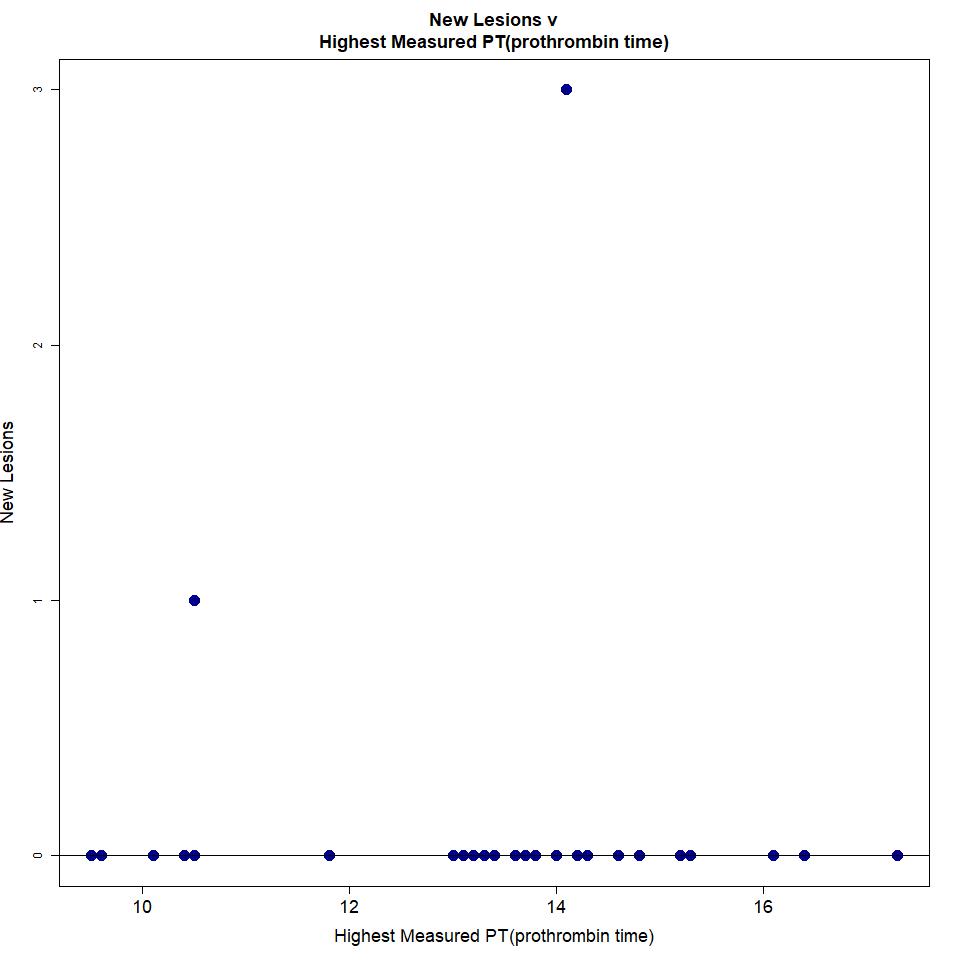 New Lesions v
Highest Measured PT(prothrombin time)
3
2
1
0
New Lesions
10 12 14 16
Highest Measured PT(prothrombin time)